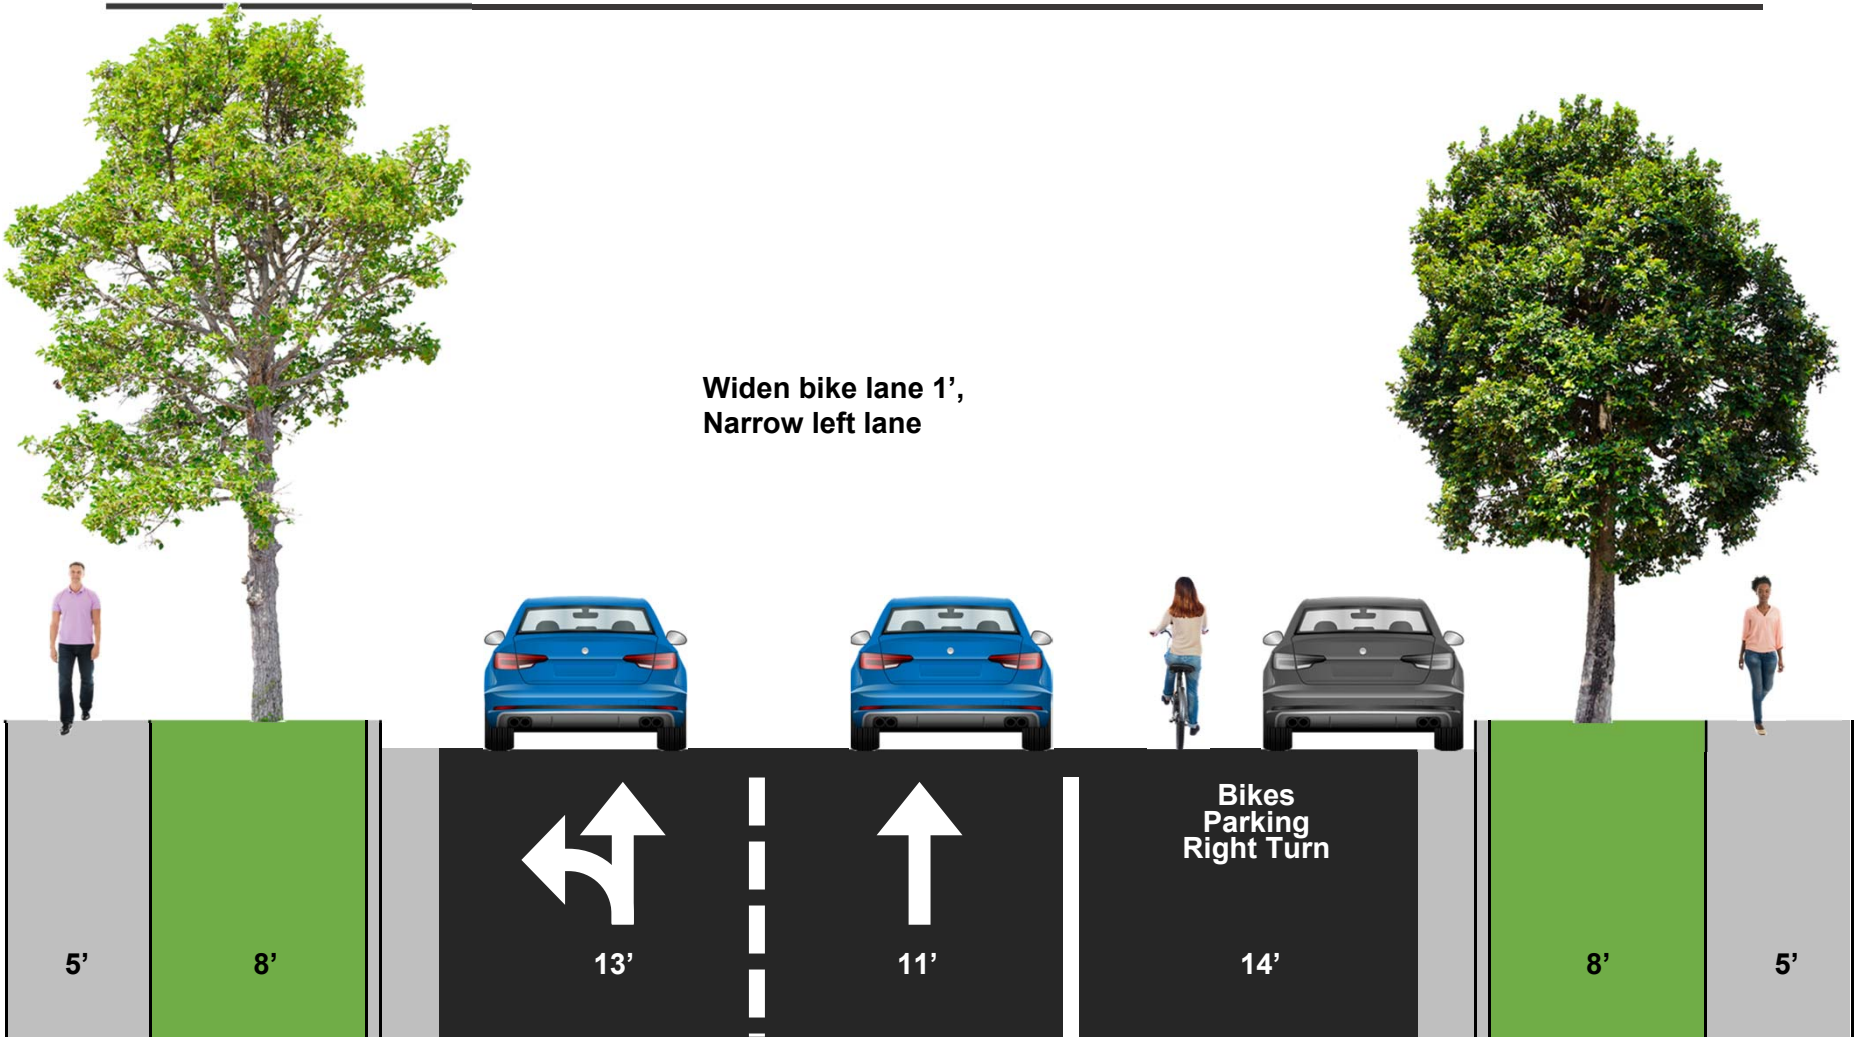 Widen bike lane 1’,
Narrow left lane
Bikes
Parking
Right Turn
5’
8’
13’
11’
14’
8’
5’